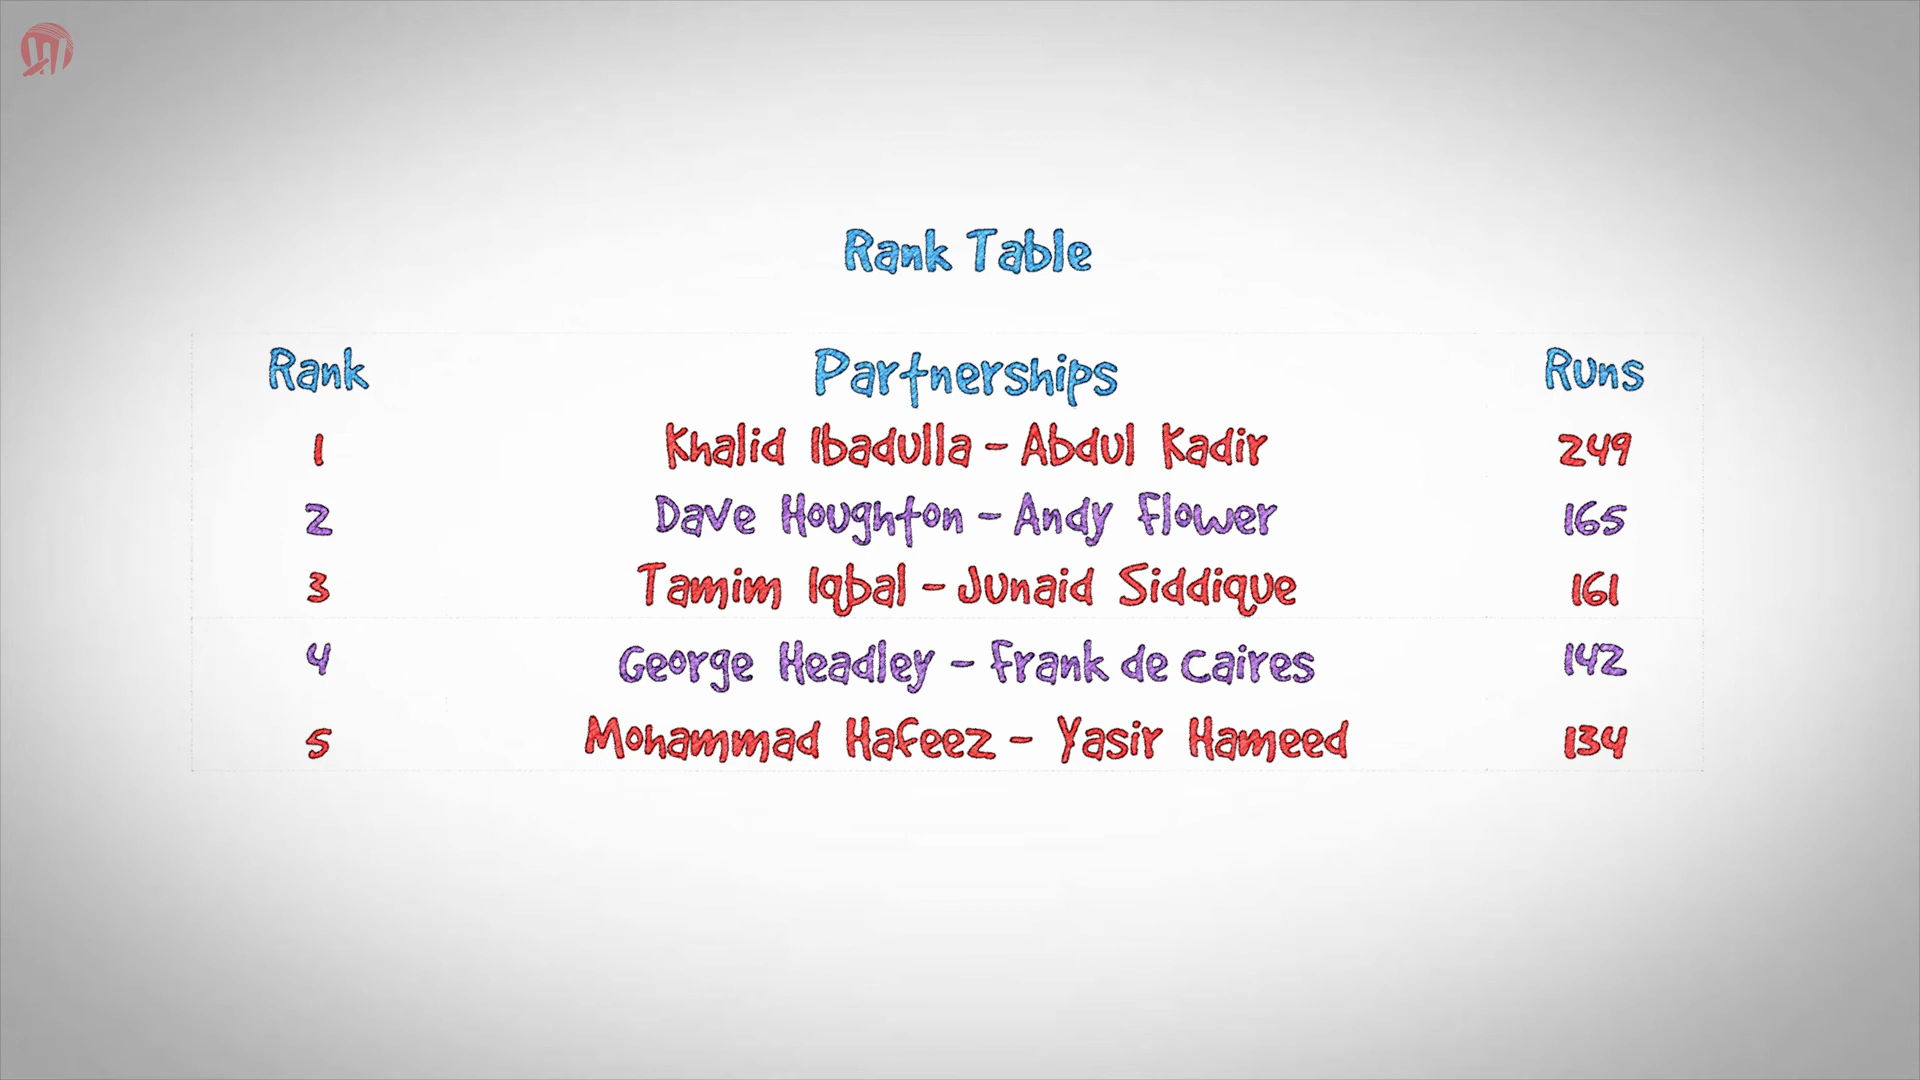 Rank Table
Rank Partnerships Runs
1 Khalid Ibadulla - Abdul Kadir 249
2 Dave Houghton - Andy Flower 165
3 Tamim Iqbal - Junaid Siddique 161
4 George Headley - Frank de Caires 142
5 Mohammad Hafeez - Yasir Hameed 134